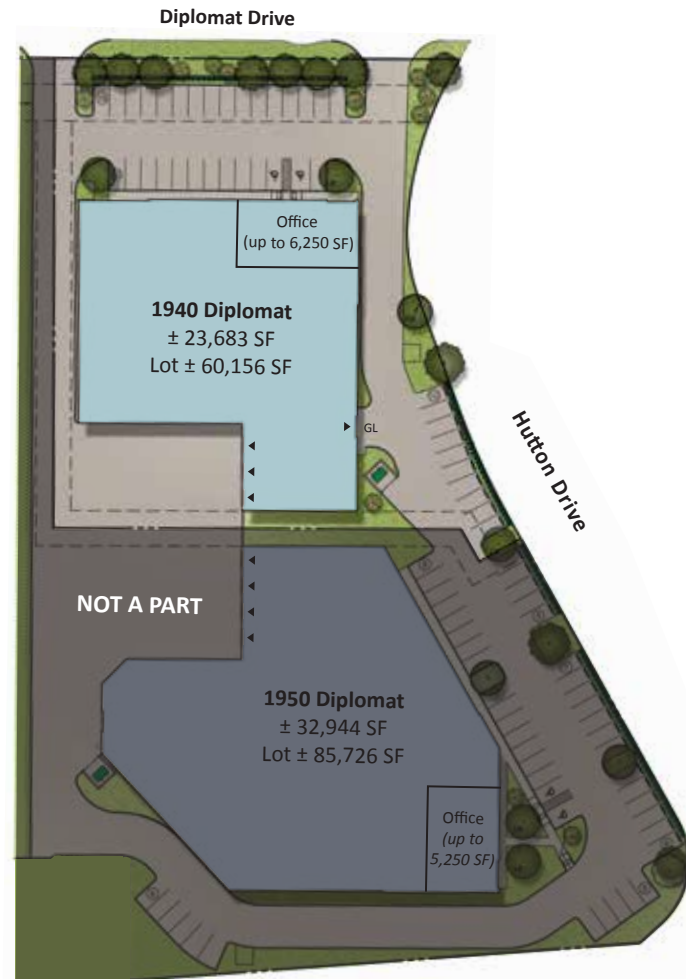 Diplomat Drive
Office
(up to 6,250 SF)
1940 Diplomat
± 23,683 SF
Lot ± 60,156 SF
GL
Hutton Drive
NOT A PART
1950 Diplomat
± 32,944 SF
Lot ± 85,726 SF
Office
(up to
5,250 SF)